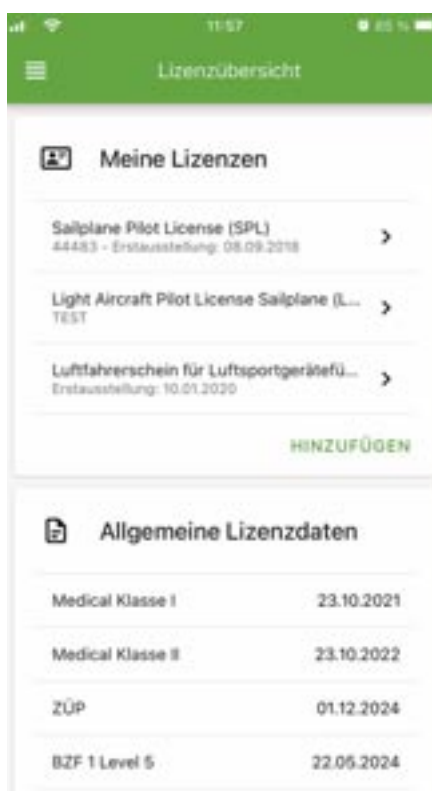 11:57
85 %
Lizenzübersicht
Meine Lizenzen
Sailplane Pilot License (SPL)
44483 - Erstausstellung: 08.09.2018
Light Aircraft Pilot License Sailplane (L...
TEST
Luftfahrerschein für Luftsportgerätefü...
Erstausstellung: 10.01.2020
HINZUFÜGEN
Allgemeine Lizenzdaten
Medical Klasse I 23.10.2021
Medical Klasse II 23.10.2022
ZÜP 01.12.2024
BZF 1 Level 5 22.05.2024